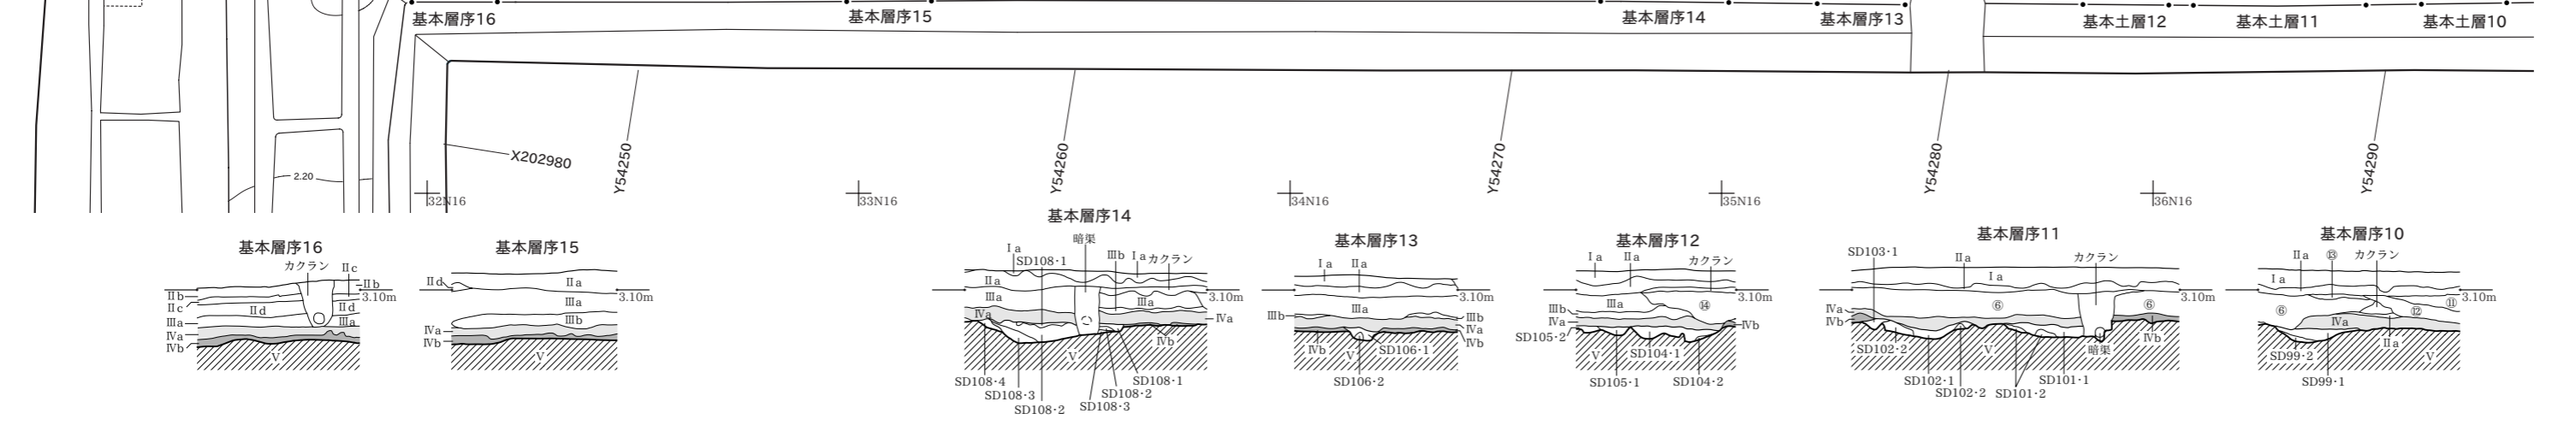 基本層序16
基本層序15
基本層序14
基本層序13
基本土層12
基本土層11
基本土層10
X202980
Y54250
Y54260
Y54270
Y54280
Y54290
2.20
32N16
33N16
34N16
35N16
36N16
基本層序16
カクラン
Ⅱc
Ⅱb
3.10m
Ⅱb
Ⅱc
Ⅱd
Ⅱd
Ⅲa
Ⅲa
Ⅳa
Ⅳb
Ⅴ
基本層序15
Ⅱd
Ⅱa
3.10m
Ⅲa
Ⅲb
Ⅳa
Ⅳb
Ⅴ
基本層序14
暗渠
Ⅰa
SD108･1
Ⅲb
Ⅰa
カクラン
Ⅱa
3.10m
Ⅲa
Ⅲa
Ⅳa
Ⅳa
Ⅳb
Ⅴ
SD108･4
SD108･3
SD108･2
SD108･3
SD108･2
SD108･1
基本層序13
Ⅰa
Ⅱa
3.10m
Ⅲa
Ⅲb
Ⅲb
Ⅳa
Ⅳb
Ⅳb
Ⅴ
SD106･1
SD106･2
基本層序12
Ⅰa
Ⅱa
カクラン
3.10m
Ⅲa
⑭
Ⅲb
Ⅳa
Ⅳb
SD105･2
Ⅴ
SD104･1
SD105･1
SD104･2
基本層序11
SD103･1
Ⅱa
カクラン
Ⅰa
3.10m
⑥
⑥
Ⅳa
Ⅳb
Ⅳb
SD102･2
Ⅴ
暗渠
SD102･1
SD102･2
SD101･2
SD101･1
基本層序10
Ⅱa
⑬
カクラン
Ⅰa
3.10m
⑪
⑥
⑫
Ⅳa
Ⅱa
Ⅴ
SD99･2
SD99･1